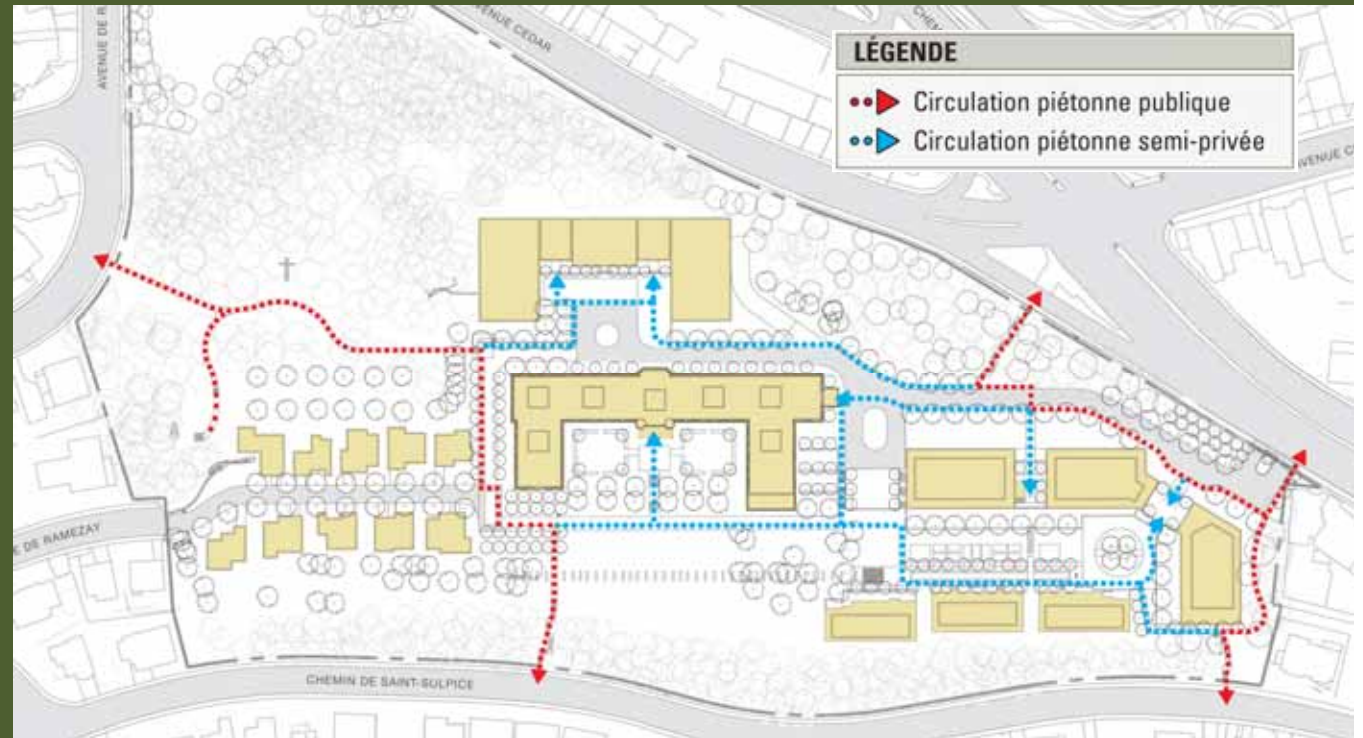 AVENUE DE R
AVENUE CEDAR
CHEM
LÉGENDE
Circulation piétonne publique
Circulation piétonne semi-privée
AVENUE C
E DE RAMEZAY
CHEMIN DE SAINT-SULPICE